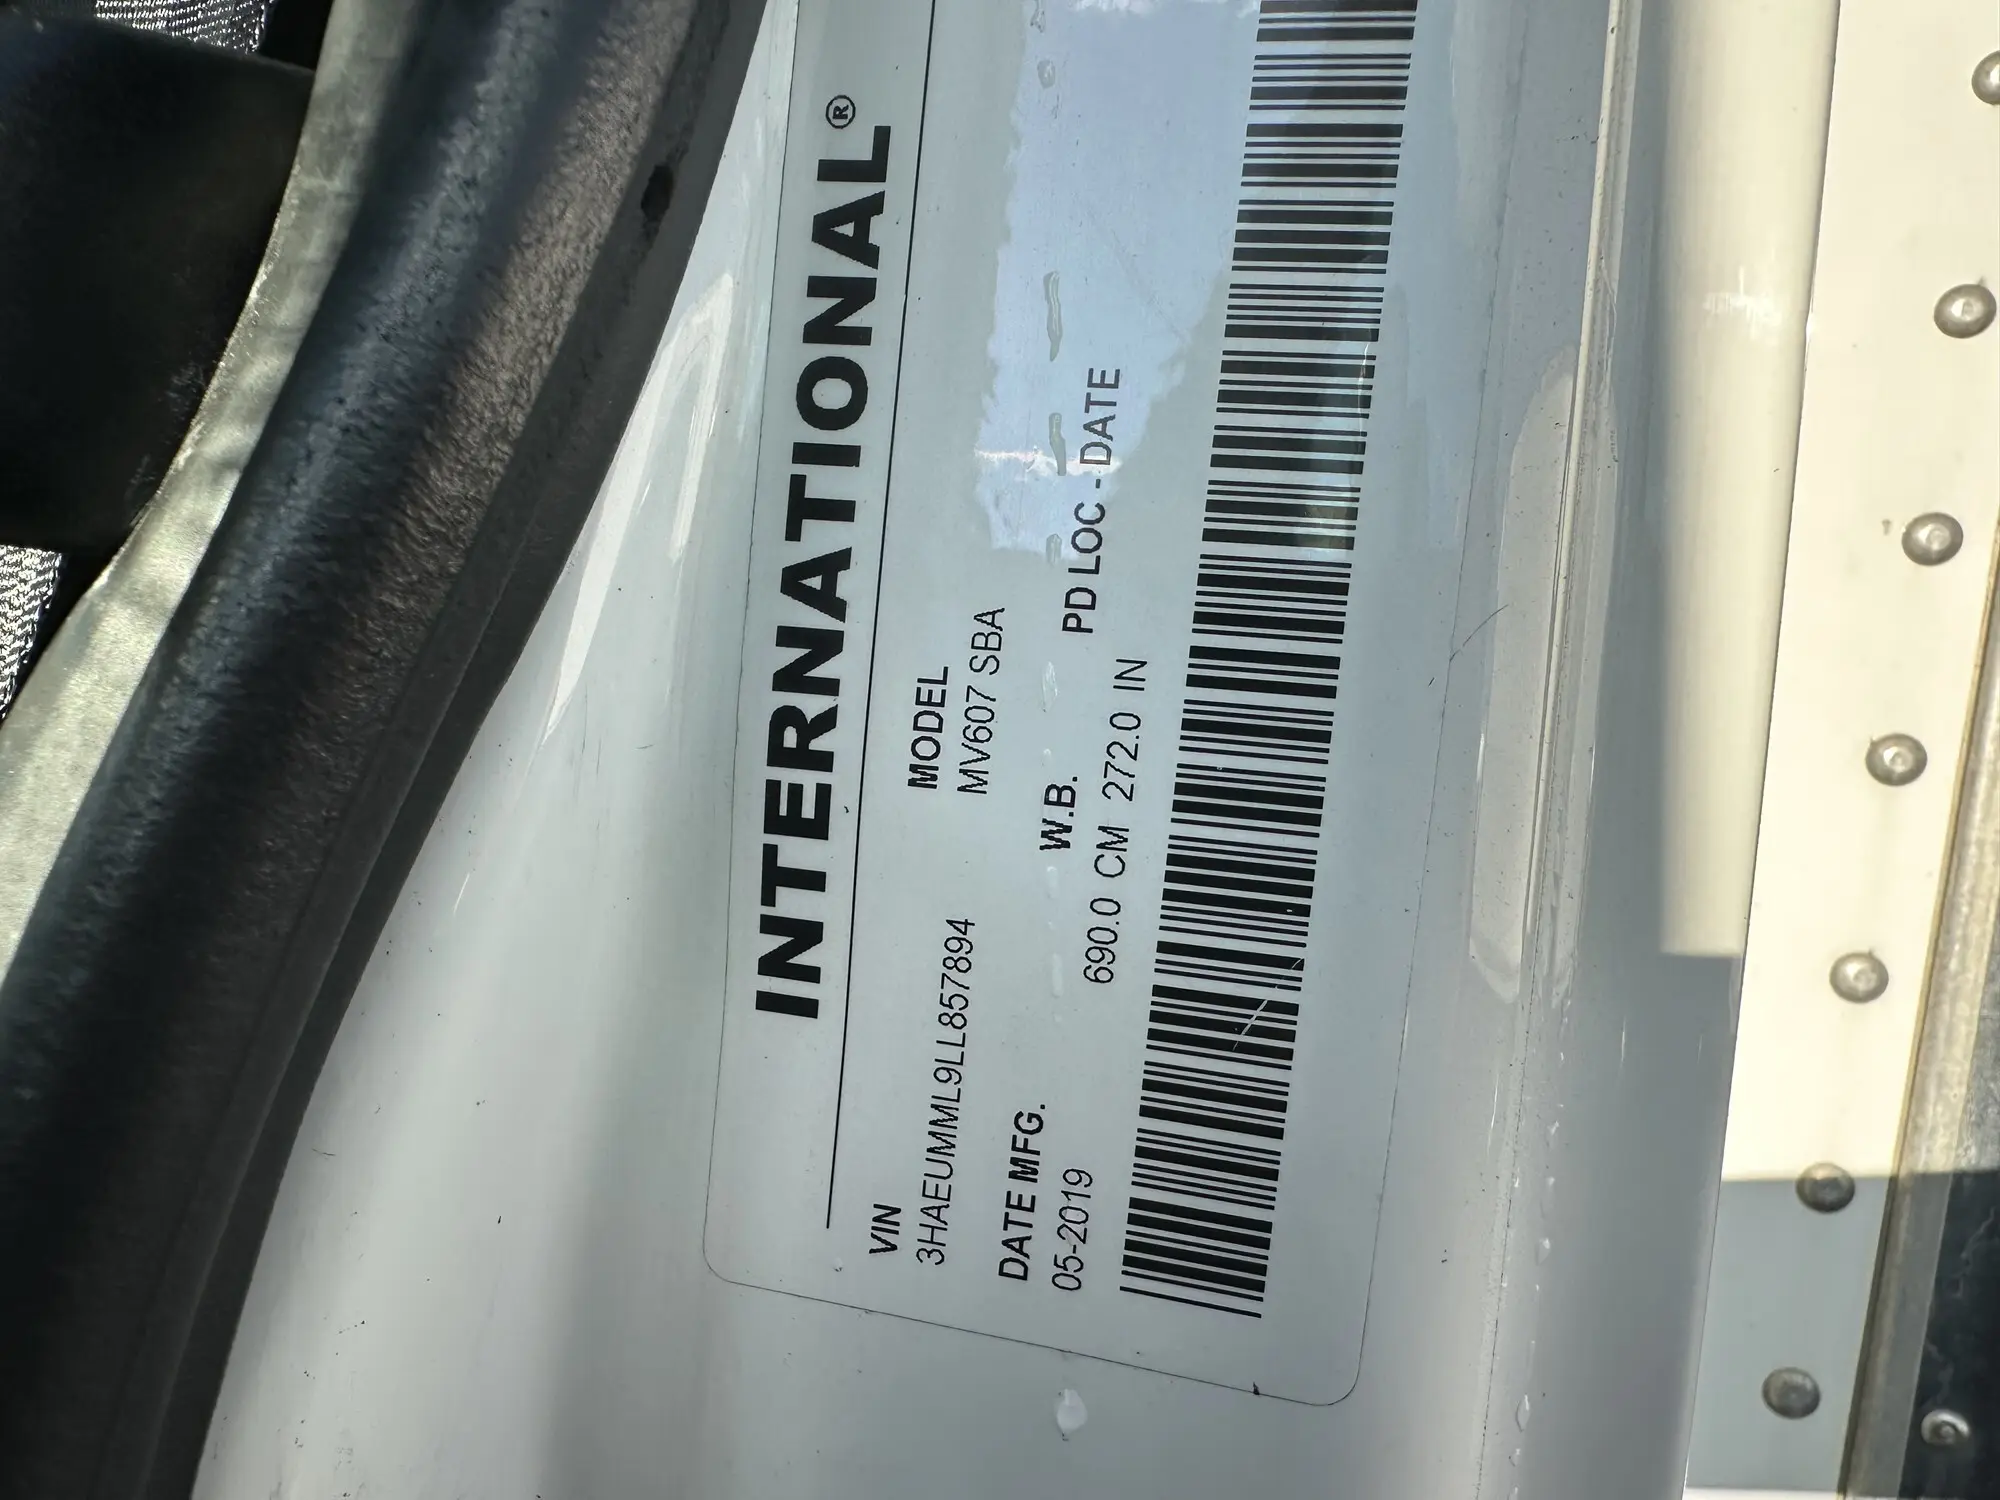 INTERNATIONAL®
VIN MODEL
3HAEUMML9LL857894 MV607 SBA
DATE MFG. W.B. PD LOC - DATE
05-2019 690.0 CM 272.0 IN